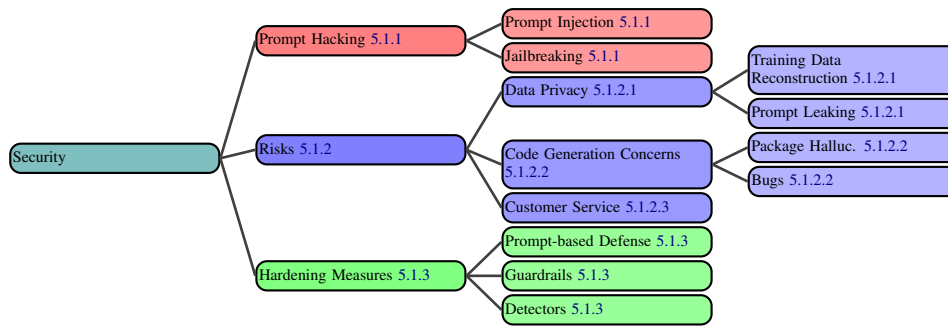 Security
Prompt Hacking 5.1.1
Prompt Injection 5.1.1
Jailbreaking 5.1.1
Risks 5.1.2
Data Privacy 5.1.2.1
Training Data
Reconstruction 5.1.2.1
Prompt Leaking 5.1.2.1
Code Generation Concerns
5.1.2.2
Package Halluc. 5.1.2.2
Bugs 5.1.2.2
Customer Service 5.1.2.3
Hardening Measures 5.1.3
Prompt-based Defense 5.1.3
Guardrails 5.1.3
Detectors 5.1.3